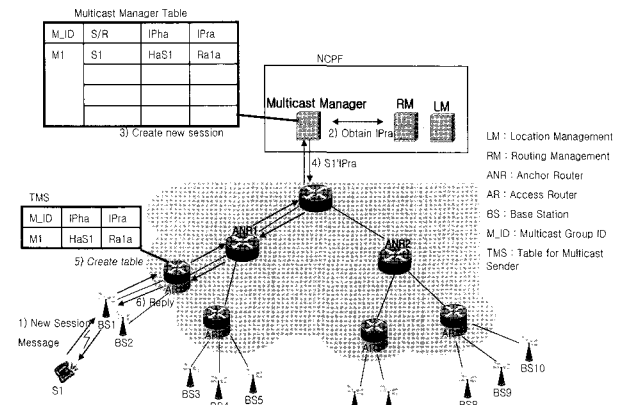 Multicast Manager Table
M_ID S/R IPha IPra
M1 S1 HaS1 Ra1a
NCPF
Multicast Manager RM LM
2) Obtain IPra
3) Create new session
4) S1'IPra
LM : Location Management
RM : Routing Management
ANR : Anchor Router
AR : Access Router
BS : Base Station
M_ID : Multicast Group ID
TMS : Table for Multicast
Sender
TMS
M_ID IPha IPra
M1 HaS1 Ra1a
ANR1
ANR2
5) Create table
6) Reply
1) New Session
Message
BS1
BS2
S1
BS3
BS4
BS5
BS8
BS9
BS10